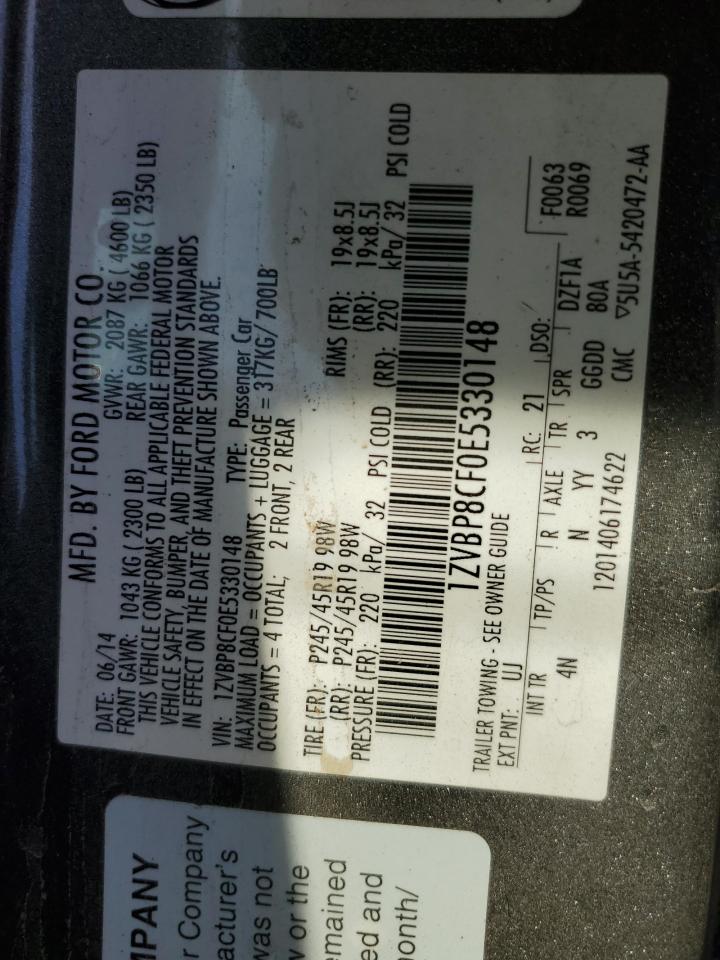 MFD. BY FORD MOTOR CO.
DATE: 06/14 GVWR: 2087 KG ( 4600 LB)
FRONT GAWR: 1043 KG ( 2300 LB) REAR GAWR: 1066 KG ( 2350 LB)
THIS VEHICLE CONFORMS TO ALL APPLICABLE FEDERAL MOTOR
VEHICLE SAFETY, BUMPER, AND THEFT PREVENTION STANDARDS
IN EFFECT ON THE DATE OF MANUFACTURE SHOWN ABOVE.
VIN: 1ZVBP8CF0E5330148 TYPE: Passenger Car
MAXIMUM LOAD = OCCUPANTS + LUGGAGE = 317KG/ 700LB
OCCUPANTS = 4 TOTAL; 2 FRONT, 2 REAR
TIRE (FR): P245/45R19 98W RIMS (FR): 19x8.5J
(RR): P245/45R19 98W (RR): 19x8.5J
PRESSURE (FR): 220 kPa/ 32 PSI COLD (RR): 220 kPa/ 32 PSI COLD
1ZVBP8CF0E5330148
TRAILER TOWING - SEE OWNER GUIDE
EXT PNT: UJ RC: 21 DSO: F0063
R0069
INT TR TP/PS R AXLE TR SPR DZF1A
4N N YY 3 GGDD 80A
1201406174622 CMC ▽5U5A-5420472-AA
MPANY
r Company
acturer's
was not
y or the
emained
ed and
onth/